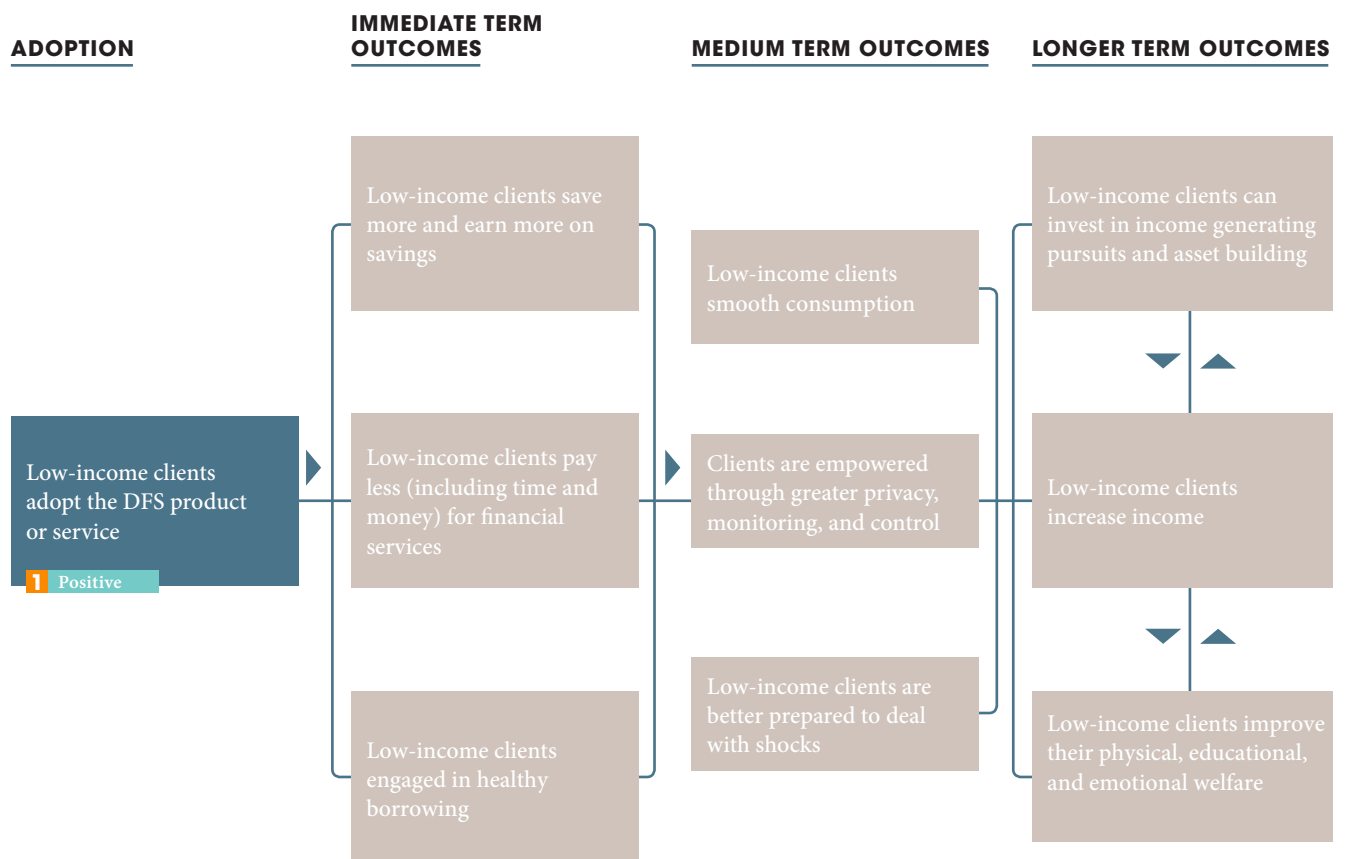 ADOPTION
IMMEDIATE TERM
OUTCOMES
MEDIUM TERM OUTCOMES
LONGER TERM OUTCOMES
Low-income clients
adopt the DFS product
or service
1 Positive
Low-income clients save
more and earn more on
savings
Low-income clients pay
less (including time and
money) for financial
services
Low-income clients
engaged in healthy
borrowing
Low-income clients
smooth consumption
Clients are empowered
through greater privacy,
monitoring, and control
Low-income clients are
better prepared to deal
with shocks
Low-income clients can
invest in income generating
pursuits and asset building
Low-income clients
increase income
Low-income clients improve
their physical, educational,
and emotional welfare